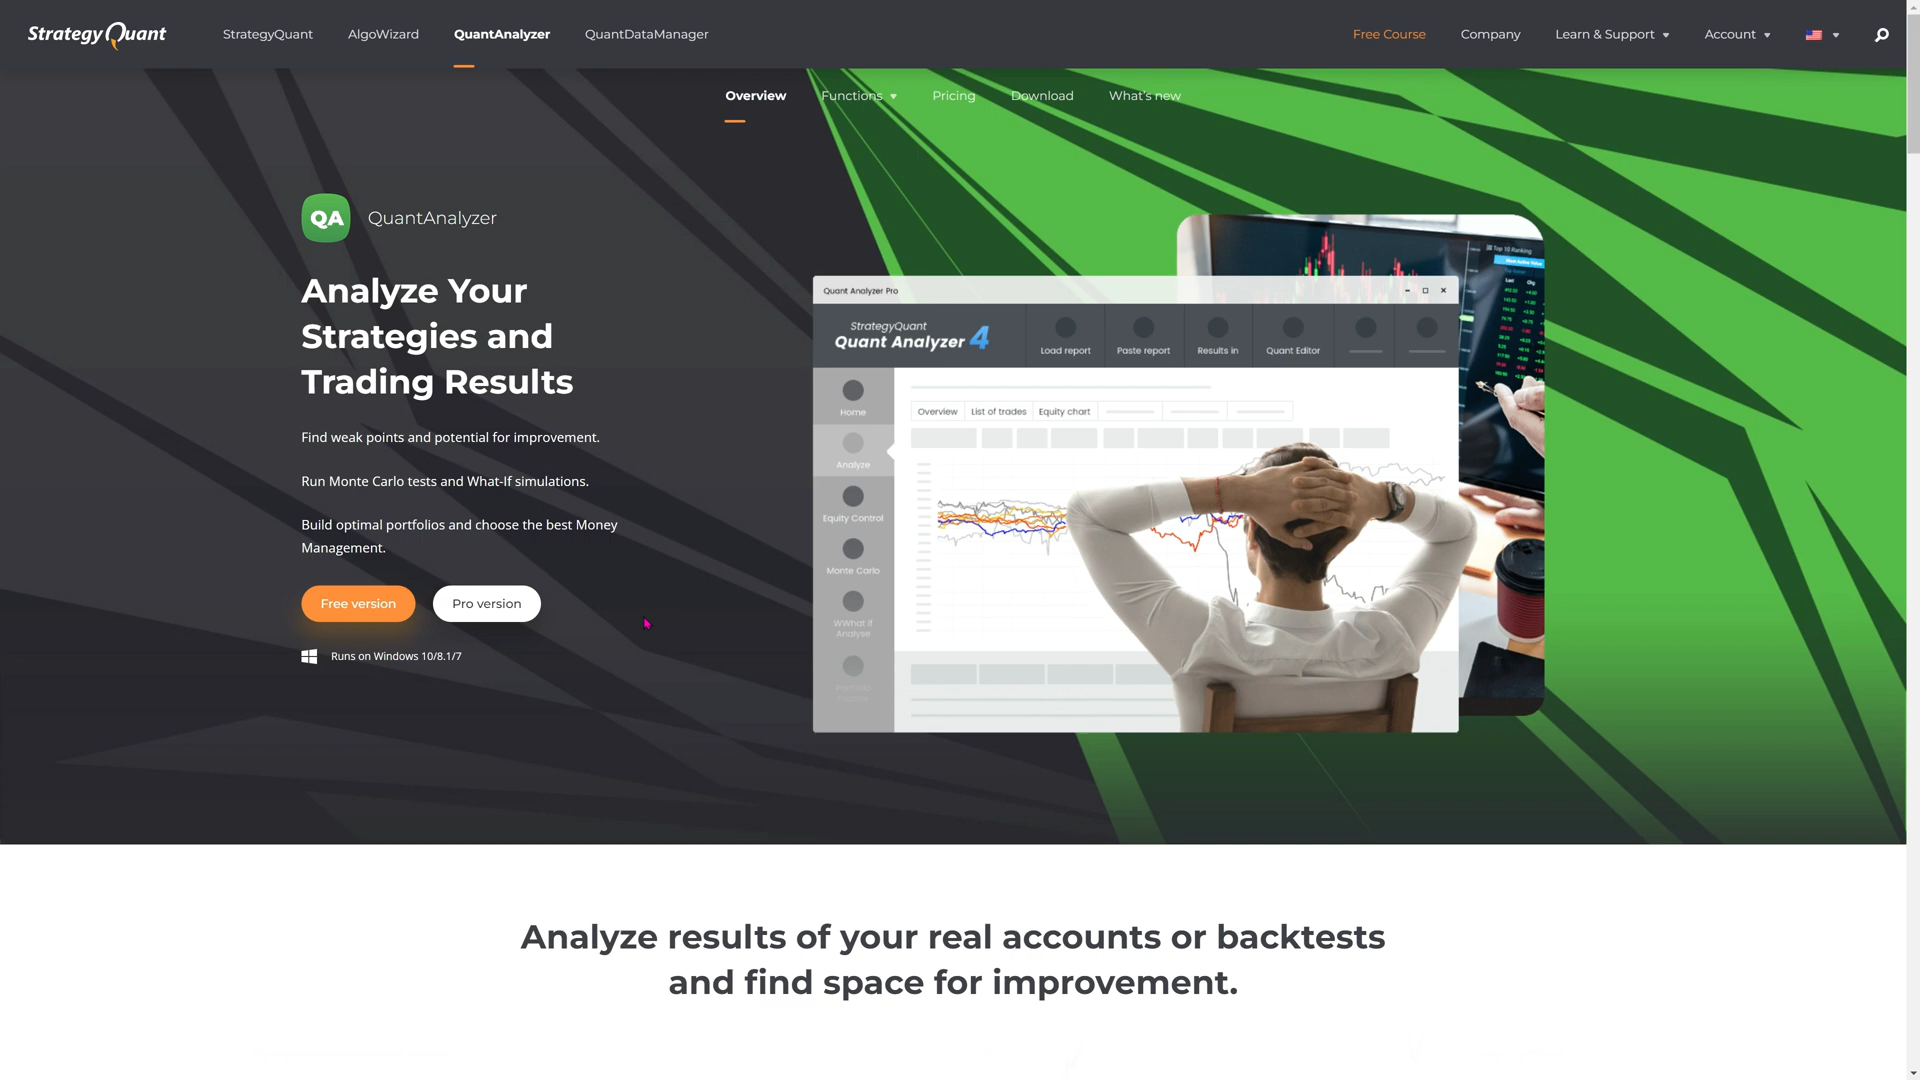 StrategyQuant
StrategyQuant
AlgoWizard
QuantAnalyzer
QuantDataManager
Free Course
Company
Learn & Support
Account
Overview
Functions
Pricing
Download
What's new
QA
QuantAnalyzer
Analyze Your
Strategies and
Trading Results
Find weak points and potential for improvement.
Run Monte Carlo tests and What-If simulations.
Build optimal portfolios and choose the best Money
Management.
Free version
Pro version
Runs on Windows 10/8.1/7
Top 10 Ranking
Quant Analyzer Pro
StrategyQuant
Quant Analyzer 4
Load report
Paste report
Results in
Quant Editor
Home
Analyze
Equity Control
Monte Carlo
WWhat If
Analyse
Overview
List of trades
Equity chart
Analyze results of your real accounts or backtests
and find space for improvement.